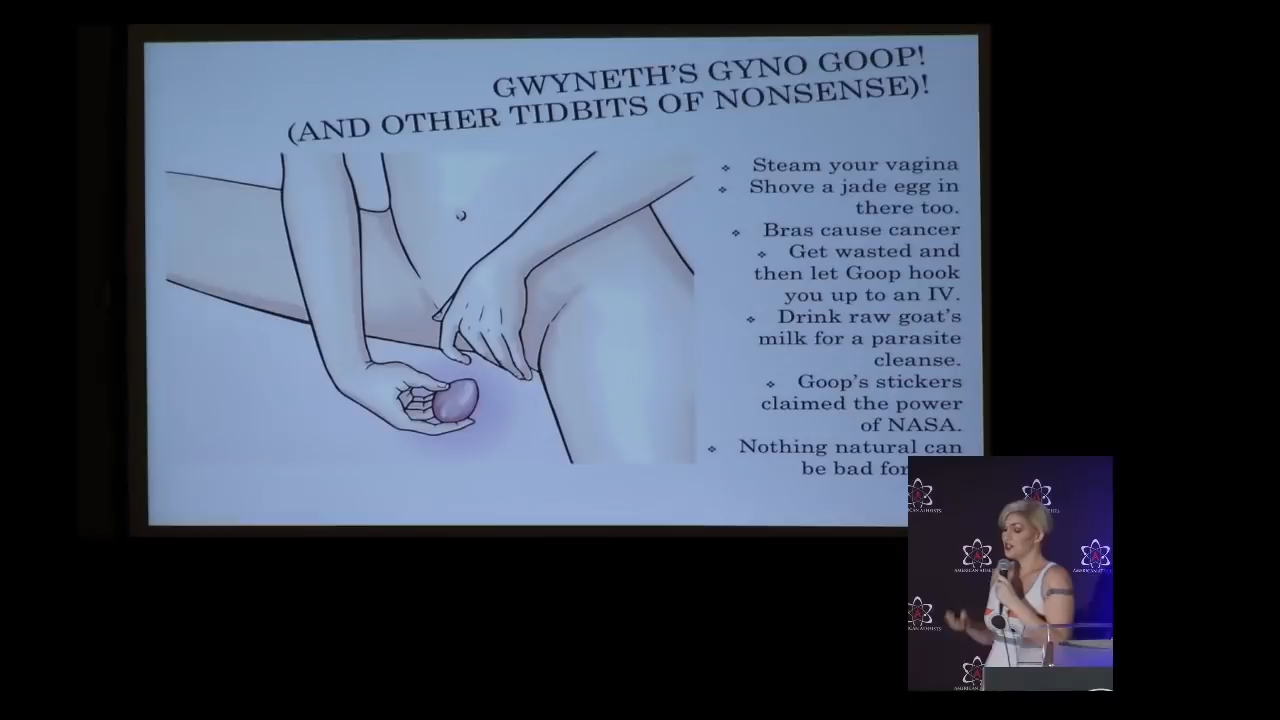 GWYNETH'S GYNO GOOP!
(AND OTHER TIDBITS OF NONSENSE)!
❖ Steam your vagina
❖ Shove a jade egg in
there too.
❖ Bras cause cancer
❖ Get wasted and
then let Goop hook
you up to an IV.
❖ Drink raw goat's
milk for a parasite
cleanse.
❖ Goop's stickers
claimed the power
of NASA.
❖ Nothing natural can
be bad for
AMERICAN ATHEISTS